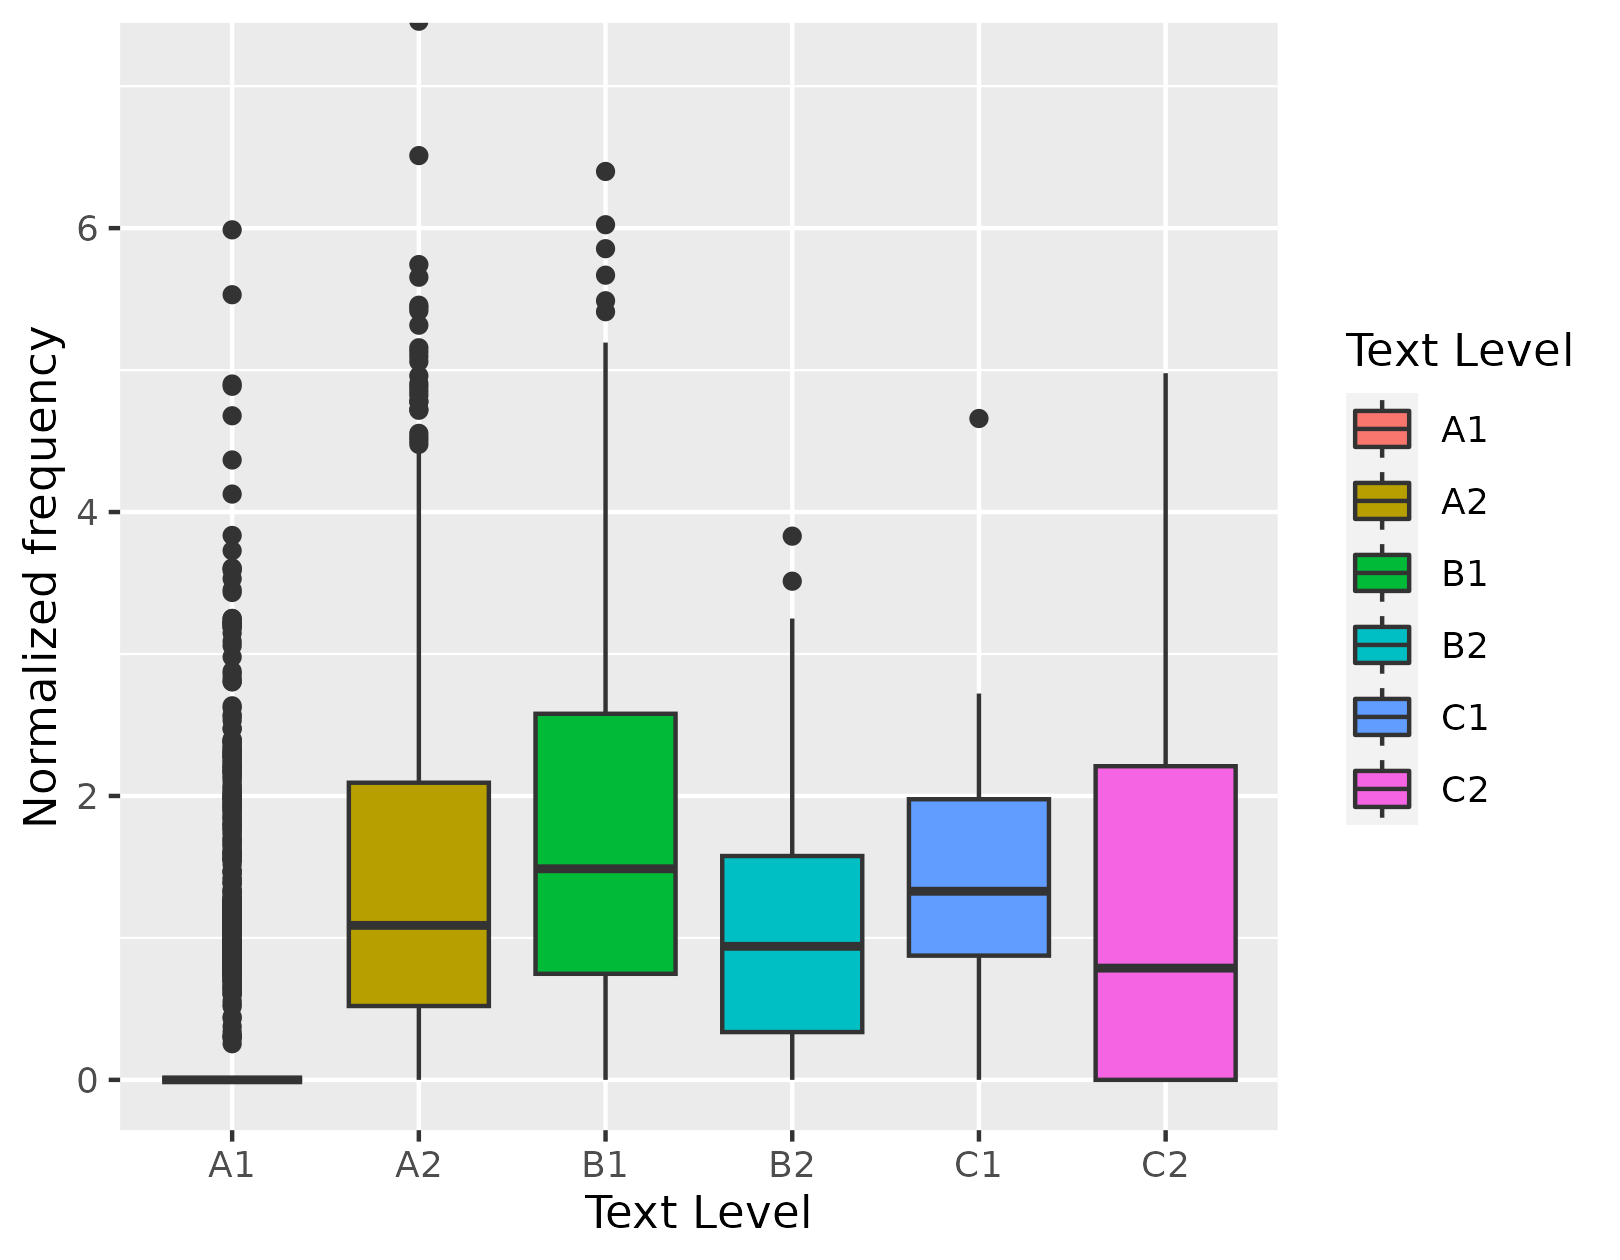 Normalized frequency
6
4
2
0
A1 A2 B1 B2 C1 C2
Text Level
Text Level
A1
A2
B1
B2
C1
C2